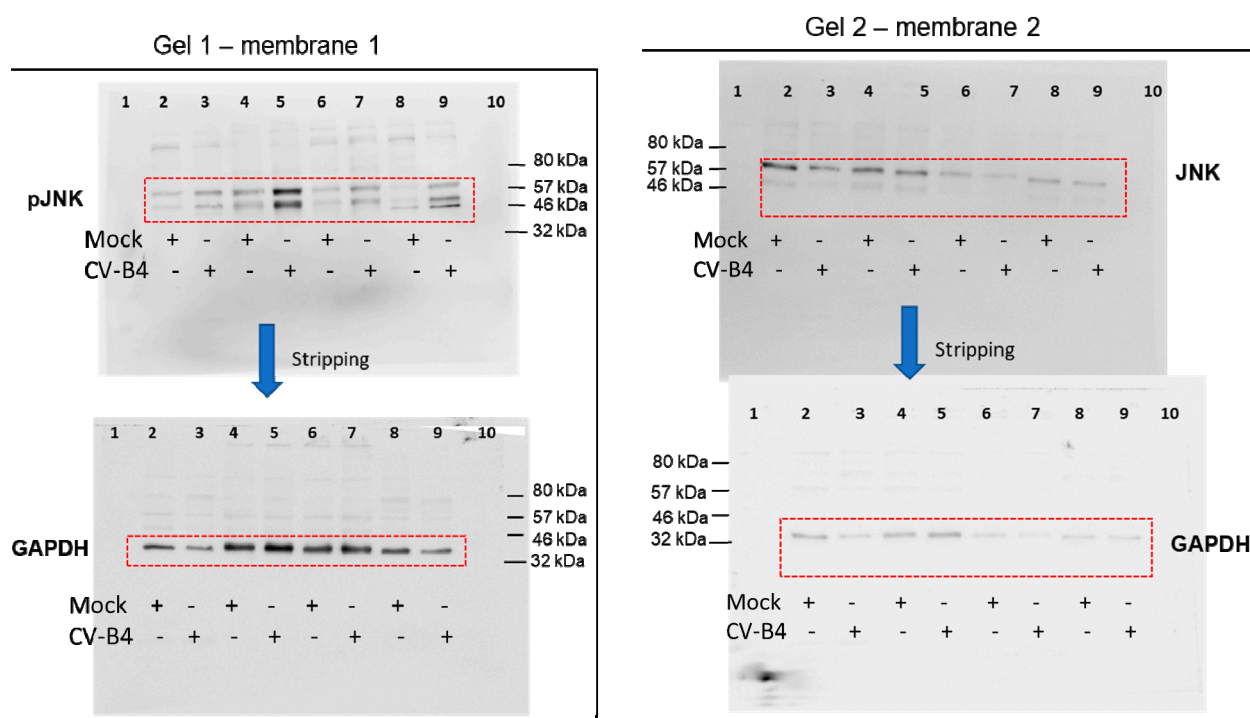 Gel 1 – membrane 1
1 2 3 4 5 6 7 8 9 10
80 kDa
57 kDa
pJNK
46 kDa
32 kDa
Mock + - + - + - + -
CV-B4 - + - + - + - +
Stripping
1 2 3 4 5 6 7 8 9 10
80 kDa
57 kDa
46 kDa
GAPDH
32 kDa
Mock + - + - + - + -
CV-B4 - + - + - + - +
Gel 2 – membrane 2
1 2 3 4 5 6 7 8 9 10
80 kDa
57 kDa
JNK
46 kDa
Mock + - + - + - + -
CV-B4 - + - + - + - +
Stripping
1 2 3 4 5 6 7 8 9 10
80 kDa
57 kDa
46 kDa
32 kDa
GAPDH
Mock + - + - + - + -
CV-B4 - + - + - + - +